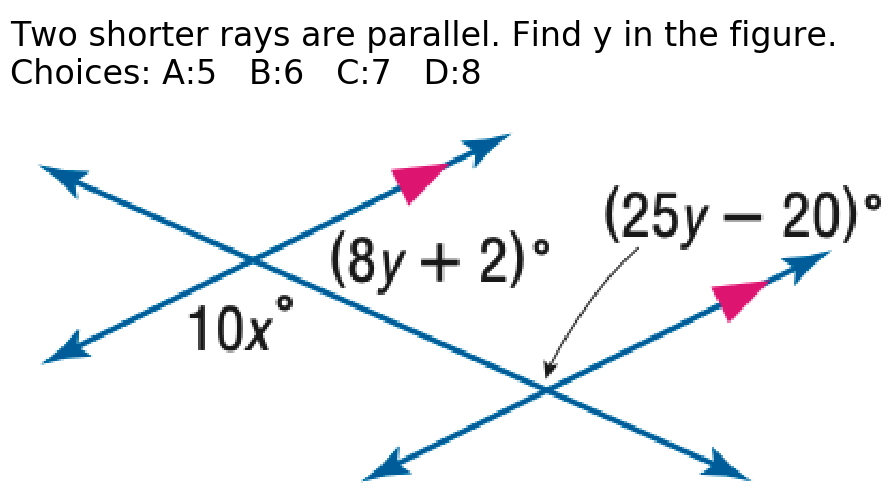 Two shorter rays are parallel. Find y in the figure.
Choices: A:5 B:6 C:7 D:8
(25y − 20)°
(8y + 2)°
10x°